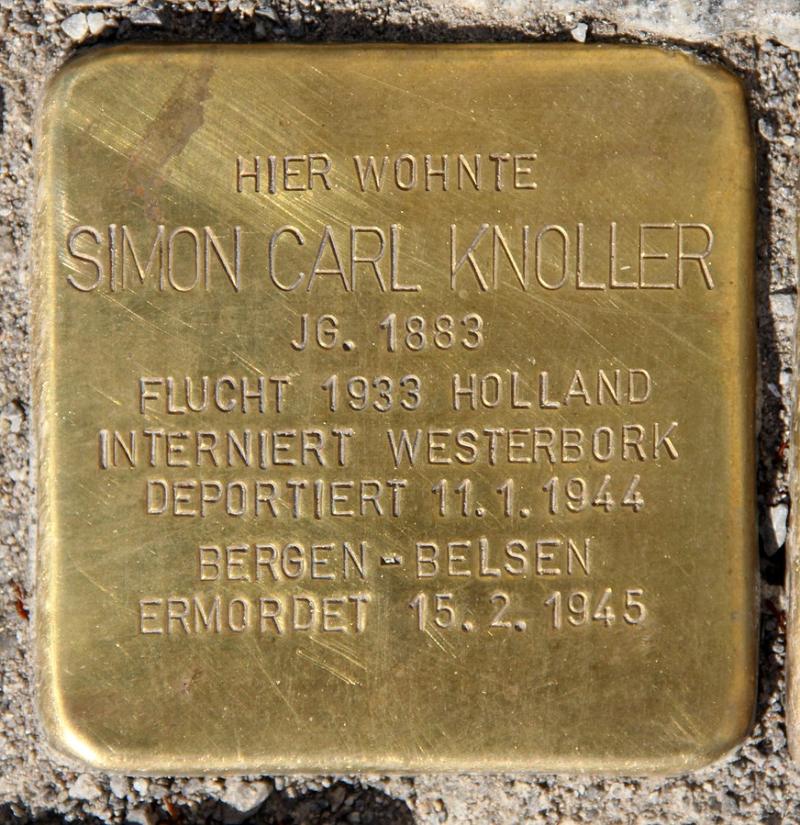 HIER WOHNTE
SIMON CARL KNOLLER
JG. 1883
FLUCHT 1933 HOLLAND
INTERNIERT WESTERBORK
DEPORTIERT 11.1.1944
BERGEN-BELSEN
ERMORDET 15.2.1945